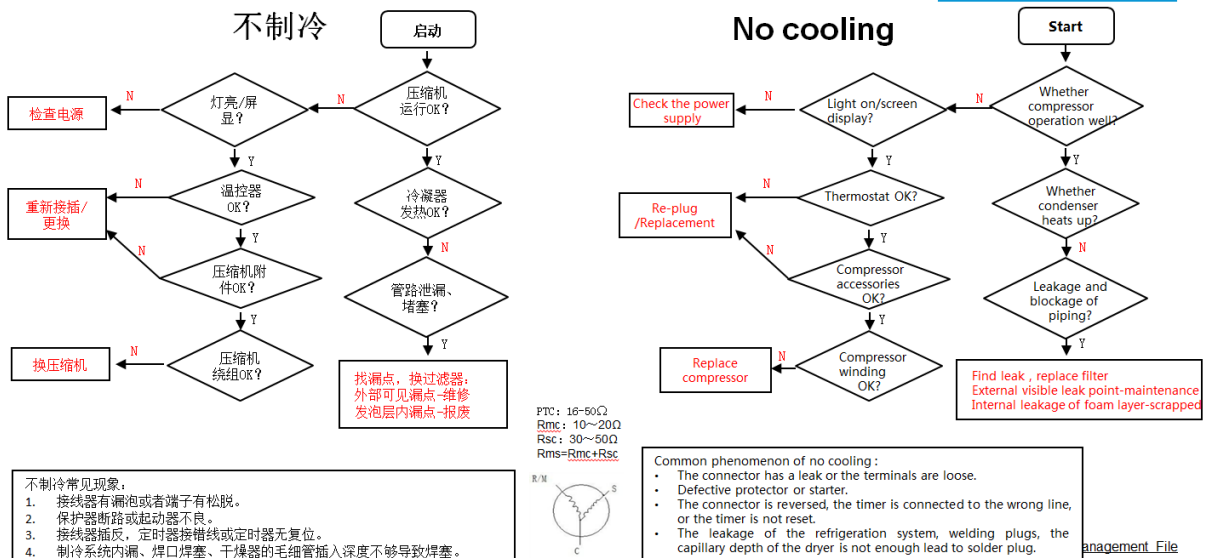 不制冷
启动
压缩机
运行OK?
N
灯亮/屏
显?
N
检查电源
Y
Y
温控器
OK?
N
重新接插/
更换
冷凝器
发热OK?
Y
N
N
压缩机附
件OK?
管路泄漏、
堵塞?
Y
Y
压缩机
绕组OK?
N
换压缩机
找漏点，换过滤器:
外部可见漏点-维修
发泡层内漏点-报废
不制冷常见现象:
1. 接线器有漏泡或者端子有松脱。
2. 保护器断路或起动器不良。
3. 接线器插反，定时器接错线或定时器无复位。
4. 制冷系统内漏、焊口焊塞、干燥器的毛细管插入深度不够导致焊塞。
PTC: 16-50Ω
Rmc: 10～20Ω
Rsc: 30～50Ω
Rms=Rmc+Rsc
R/M
S
C
No cooling
Start
Whether
compressor
operation well?
N
Light on/screen
display?
N
Check the power
supply
Y
Y
Thermostat OK?
N
Re-plug
/Replacement
Whether
condenser
heats up?
Y
N
N
Compressor
accessories
OK?
Leakage and
blockage of
piping?
Y
Y
Compressor
winding
OK?
N
Replace
compressor
Find leak , replace filter
External visible leak point-maintenance
Internal leakage of foam layer-scrapped
Common phenomenon of no cooling :
• The connector has a leak or the terminals are loose.
• Defective protector or starter.
• The connector is reversed, the timer is connected to the wrong line,
or the timer is not reset.
• The leakage of the refrigeration system, welding plugs, the
capillary depth of the dryer is not enough lead to solder plug.
anagement File